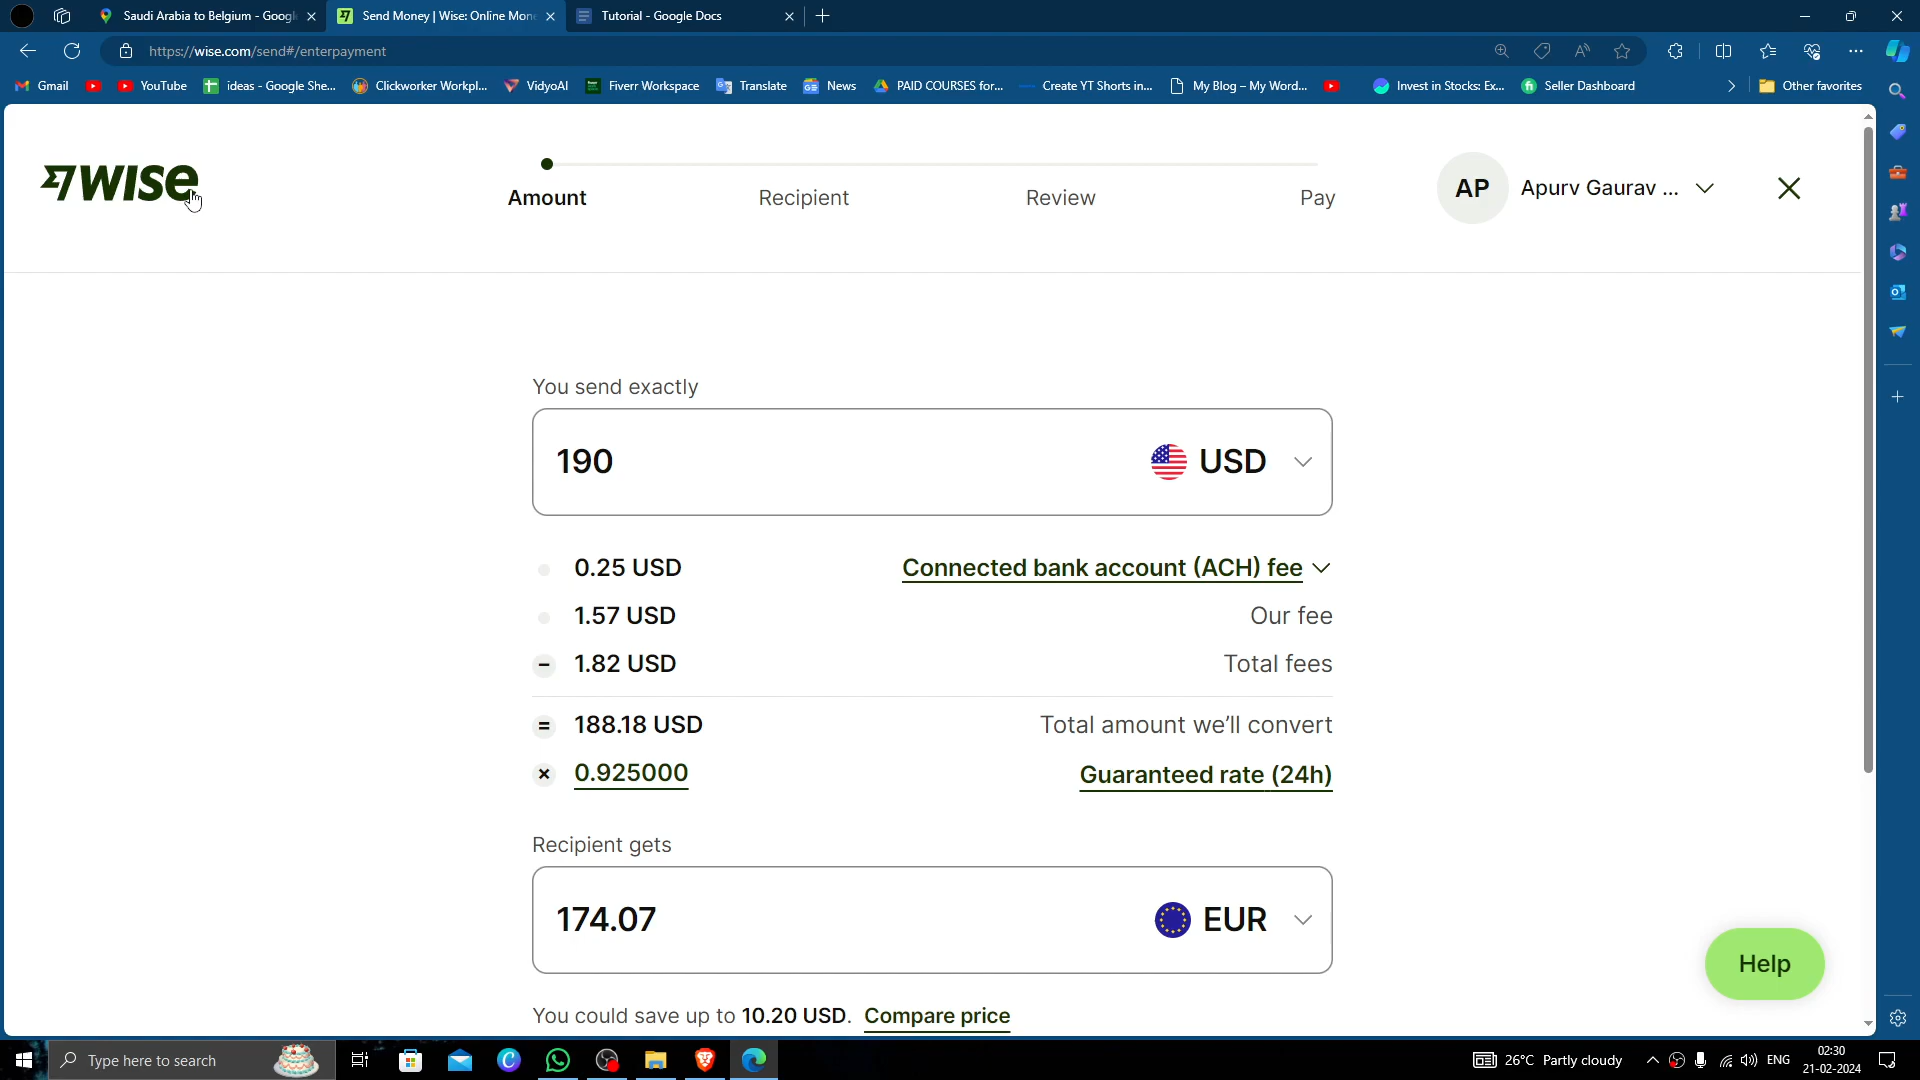 Saudi Arabia to Belgium - Googl
Send Money | Wise: Online Mone
Tutorial - Google Docs
https://wise.com/send#/enterpayment
Gmail
YouTube
ideas - Google She...
Clickworker Workpl...
VidyoAI
Fiverr Workspace
Translate
News
PAID COURSES for...
Create YT Shorts in...
My Blog – My Word...
Invest in Stocks: Ex...
Seller Dashboard
Other favorites
WISE
Amount
Recipient
Review
Pay
AP
Apurv Gaurav ...
You send exactly
190
USD
0.25 USD
Connected bank account (ACH) fee
1.57 USD
Our fee
− 1.82 USD
Total fees
= 188.18 USD
Total amount we'll convert
× 0.925000
Guaranteed rate (24h)
Recipient gets
174.07
EUR
You could save up to 10.20 USD. Compare price
Help
Type here to search
26°C Partly cloudy
ENG
02:30
21-02-2024